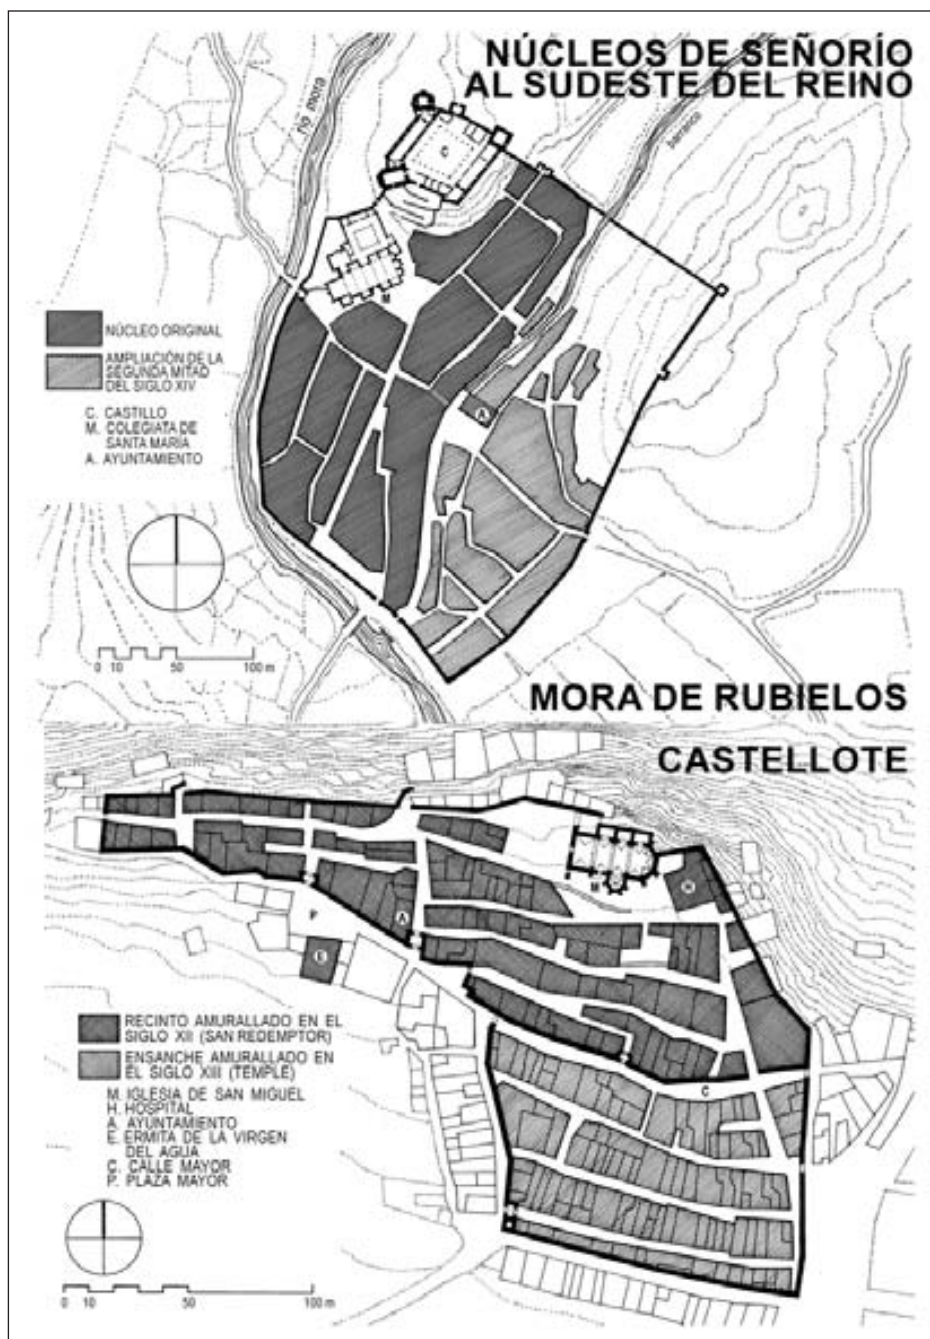 NÚCLEOS DE SEÑORÍO
AL SUDESTE DEL REINO
río mora
barranco
C
M
A
NÚCLEO ORIGINAL
AMPLIACIÓN DE LA
SEGUNDA MITAD
DEL SIGLO XIV
C. CASTILLO
M. COLEGIATA DE
SANTA MARÍA
A. AYUNTAMIENTO
0 10 50 100 m
MORA DE RUBIELOS
CASTELLOTE
M
H
P
A
E
C
RECINTO AMURALLADO EN EL
SIGLO XII (SAN REDEMPTOR)
ENSANCHE AMURALLADO EN
EL SIGLO XIII (TEMPLE)
M. IGLESIA DE SAN MIGUEL
H. HOSPITAL
A. AYUNTAMIENTO
E. ERMITA DE LA VIRGEN
DEL AGUA
C. CALLE MAYOR
P. PLAZA MAYOR
0 10 50 100 m